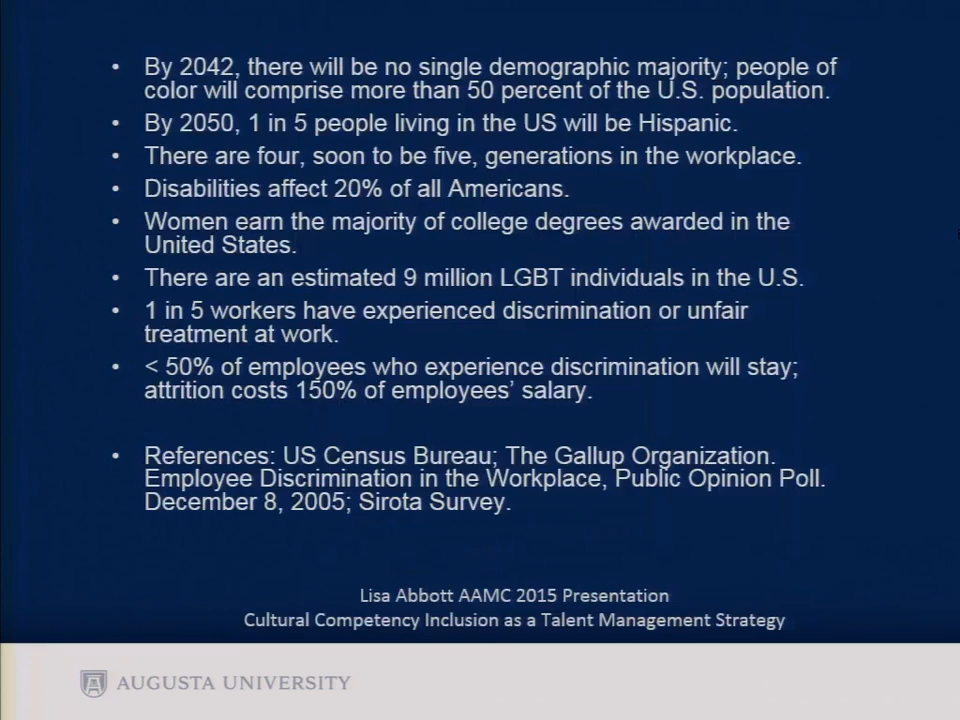 • By 2042, there will be no single demographic majority; people of
color will comprise more than 50 percent of the U.S. population.
• By 2050, 1 in 5 people living in the US will be Hispanic.
• There are four, soon to be five, generations in the workplace.
• Disabilities affect 20% of all Americans.
• Women earn the majority of college degrees awarded in the
United States.
• There are an estimated 9 million LGBT individuals in the U.S.
• 1 in 5 workers have experienced discrimination or unfair
treatment at work.
• < 50% of employees who experience discrimination will stay;
attrition costs 150% of employees’ salary.
• References: US Census Bureau; The Gallup Organization.
Employee Discrimination in the Workplace, Public Opinion Poll.
December 8, 2005; Sirota Survey.
Lisa Abbott AAMC 2015 Presentation
Cultural Competency Inclusion as a Talent Management Strategy
AUGUSTA UNIVERSITY